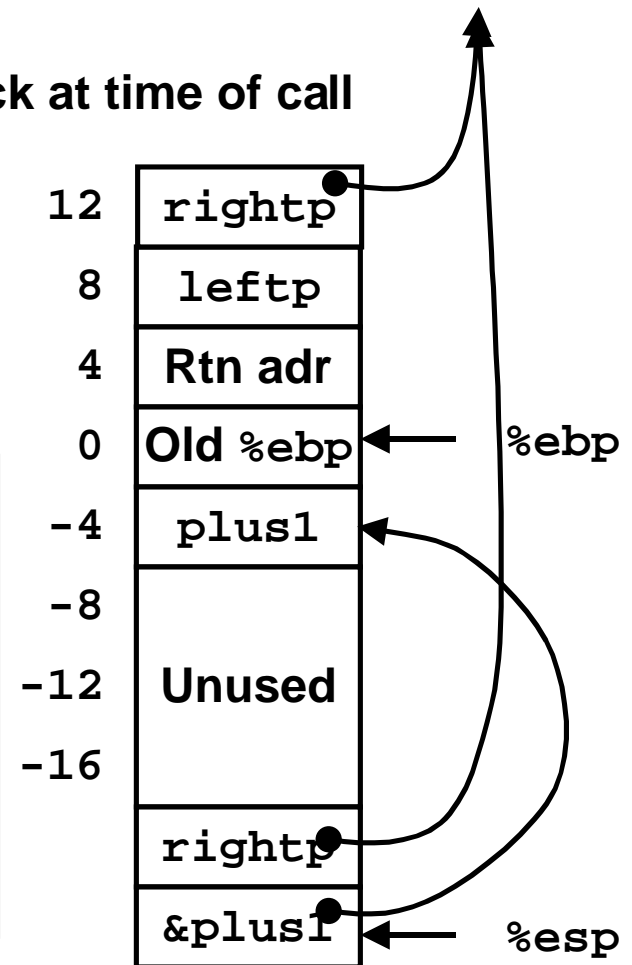 ck at time of call
12 rightp
8 leftp
4 Rtn adr
0 Old %ebp %ebp
-4 plus1
-8
-12 Unused
-16
rightp
&plus1 %esp